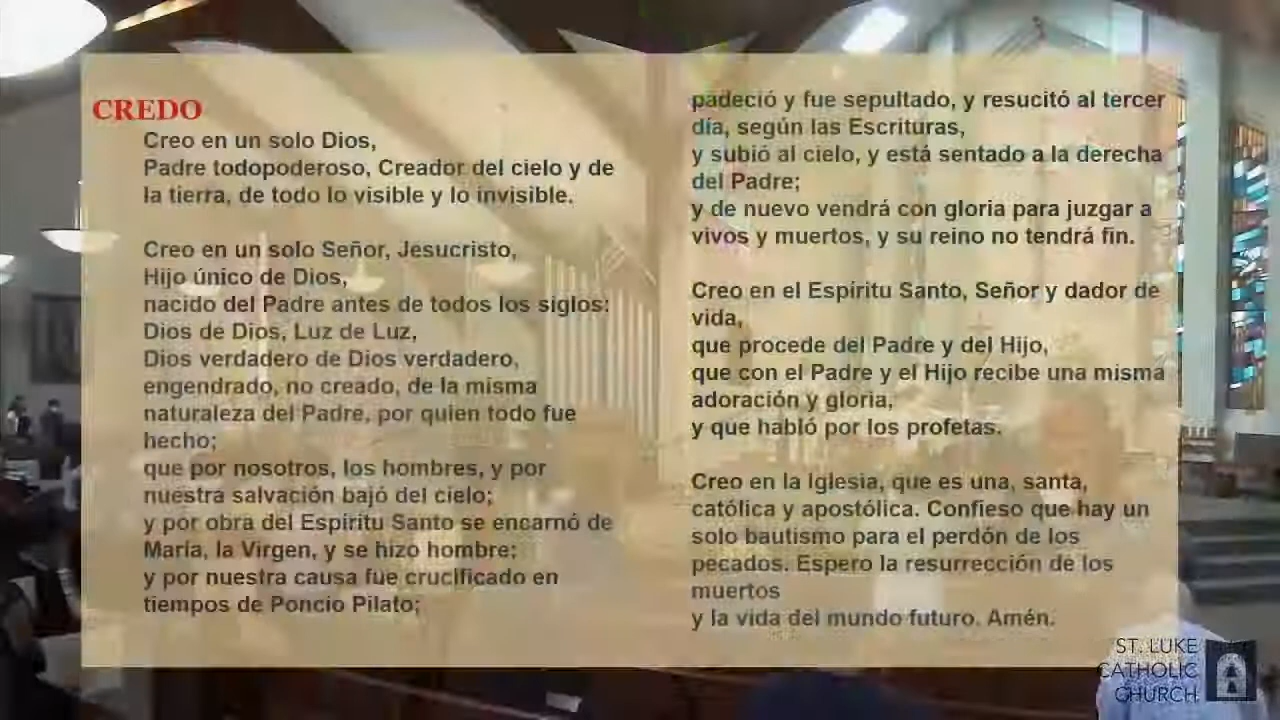 CREDO
Creo en un solo Dios,
Padre todopoderoso, Creador del cielo y de
la tierra, de todo lo visible y lo invisible.
Creo en un solo Señor, Jesucristo,
Hijo único de Dios,
nacido del Padre antes de todos los siglos:
Dios de Dios, Luz de Luz,
Dios verdadero de Dios verdadero,
engendrado, no creado, de la misma
naturaleza del Padre, por quien todo fue
hecho;
que por nosotros, los hombres, y por
nuestra salvación bajó del cielo;
y por obra del Espíritu Santo se encarnó de
María, la Virgen, y se hizo hombre;
y por nuestra causa fue crucificado en
tiempos de Poncio Pilato;
padeció y fue sepultado, y resucitó al tercer
día, según las Escrituras,
y subió al cielo, y está sentado a la derecha
del Padre;
y de nuevo vendrá con gloria para juzgar a
vivos y muertos, y su reino no tendrá fin.
Creo en el Espíritu Santo, Señor y dador de
vida,
que procede del Padre y del Hijo,
que con el Padre y el Hijo recibe una misma
adoración y gloria,
y que habló por los profetas.
Creo en la Iglesia, que es una, santa,
católica y apostólica. Confieso que hay un
solo bautismo para el perdón de los
pecados. Espero la resurrección de los
muertos
y la vida del mundo futuro. Amén.
ST. LUKE
CATHOLIC
CHURCH